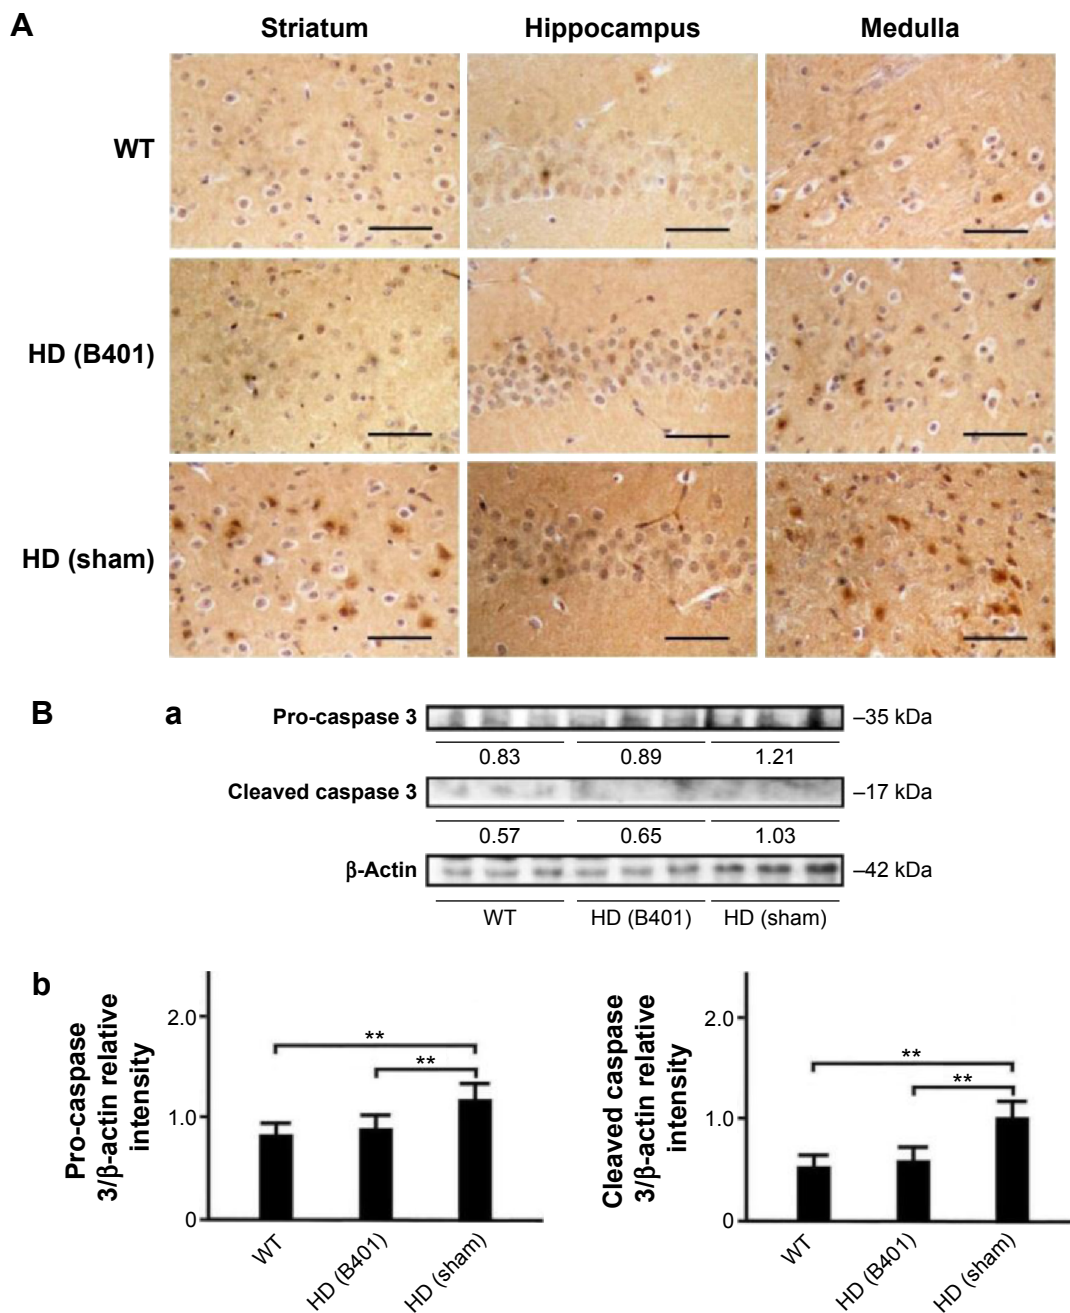 A
Striatum
Hippocampus
Medulla
WT
HD (B401)
HD (sham)
B
a
Pro-caspase 3
–35 kDa
0.83
0.89
1.21
Cleaved caspase 3
–17 kDa
0.57
0.65
1.03
β-Actin
–42 kDa
WT
HD (B401)
HD (sham)
b
Pro-caspase
3/β-actin relative
intensity
2.0
1.0
0
**
**
WT
HD (B401)
HD (sham)
Cleaved caspase
3/β-actin relative
intensity
2.0
1.0
0
**
**
WT
HD (B401)
HD (sham)